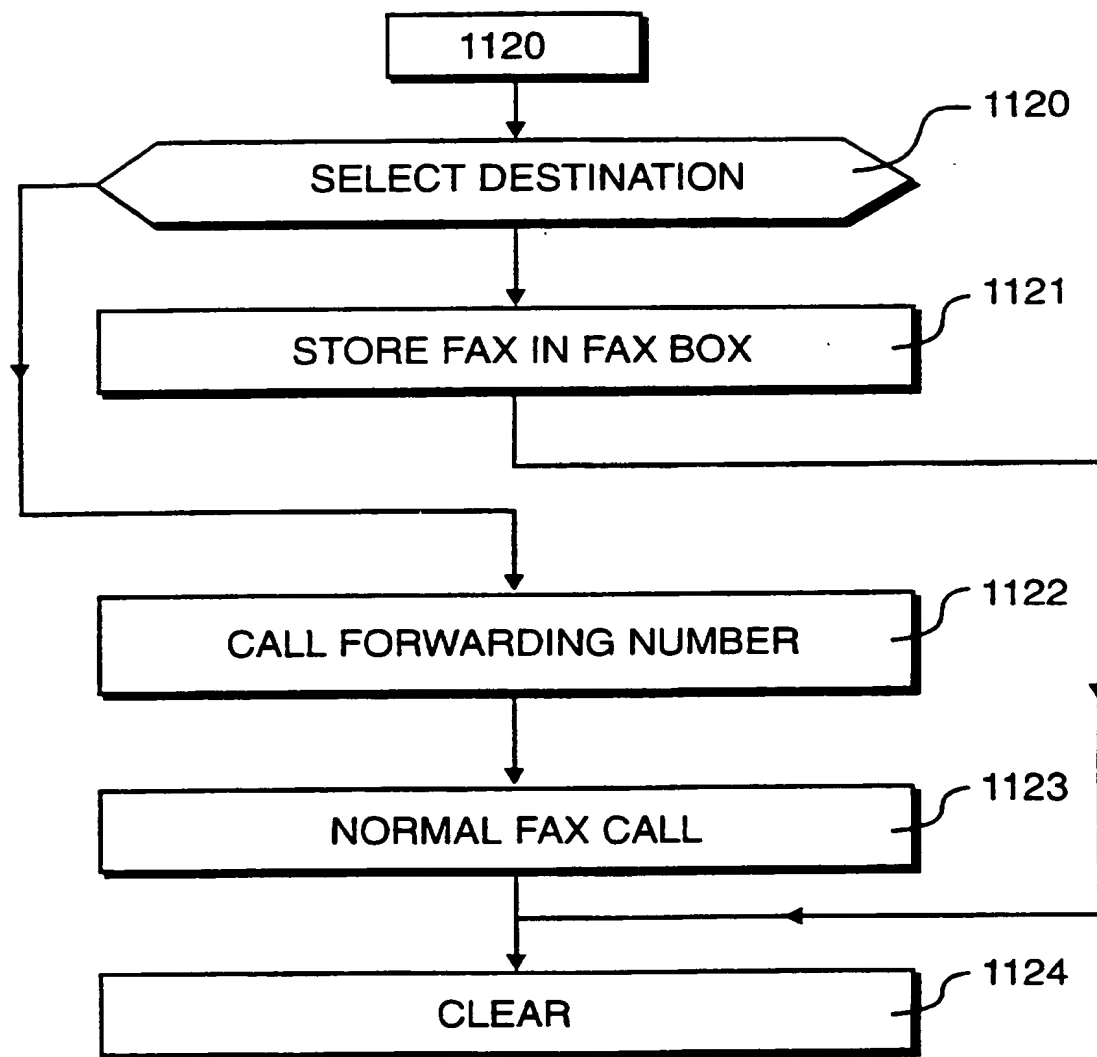 1120
1120
SELECT DESTINATION
1121
STORE FAX IN FAX BOX
1122
CALL FORWARDING NUMBER
1123
NORMAL FAX CALL
1124
CLEAR